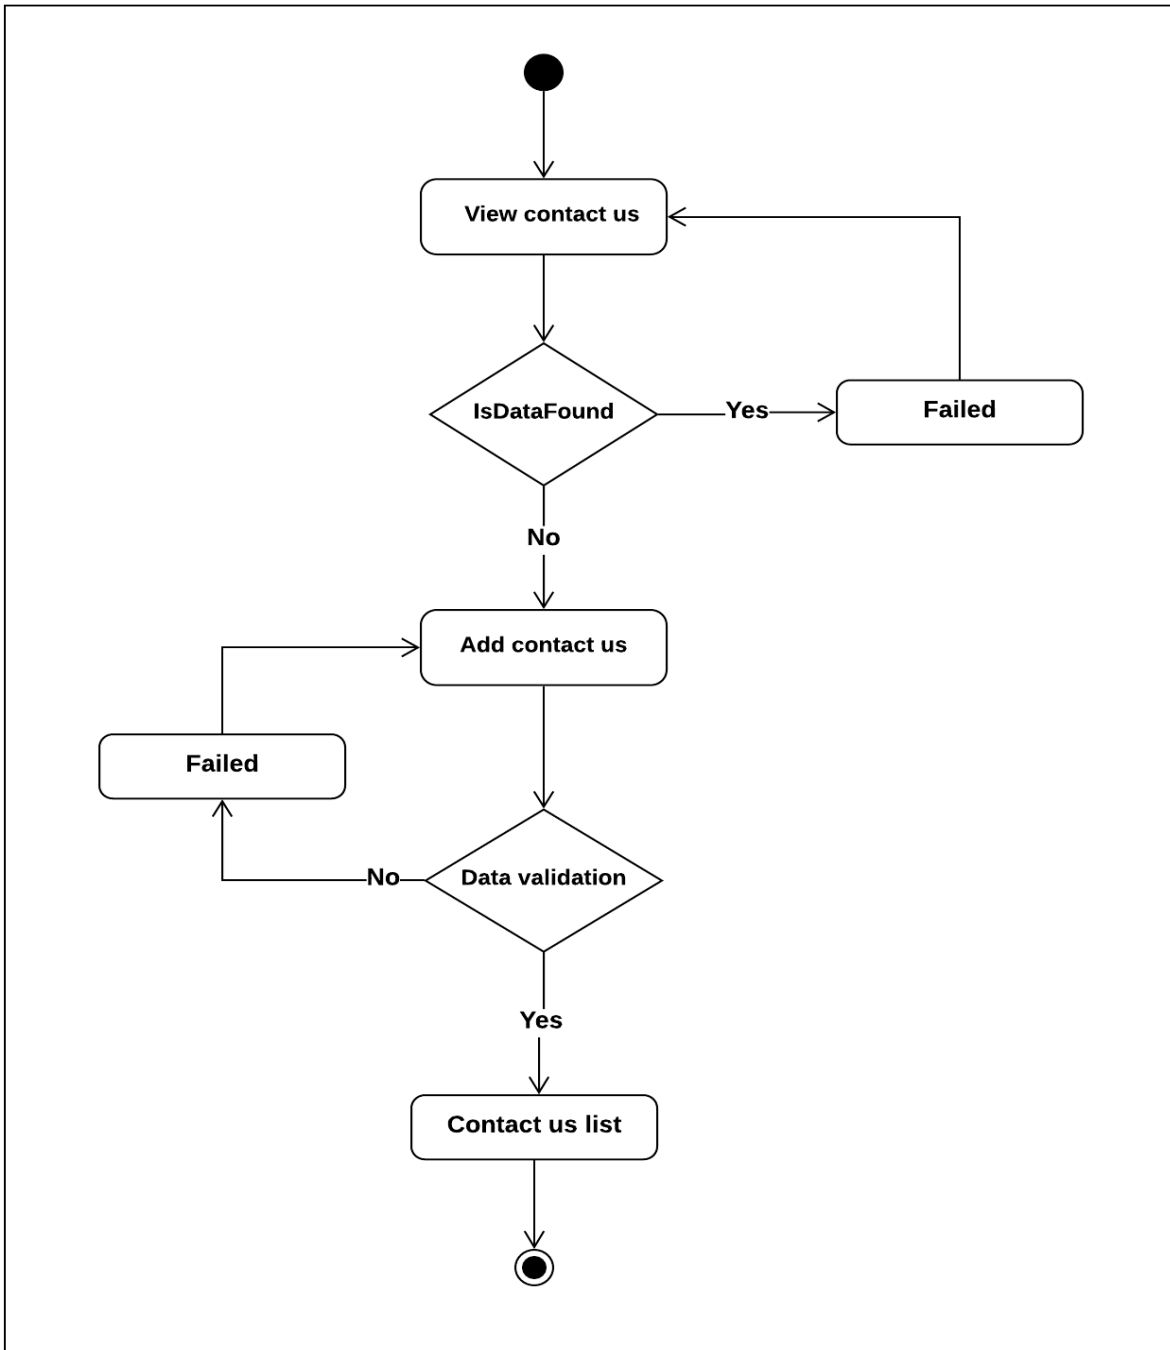 View contact us
IsDataFound
Yes
Failed
No
Add contact us
Failed
No
Data validation
Yes
Contact us list